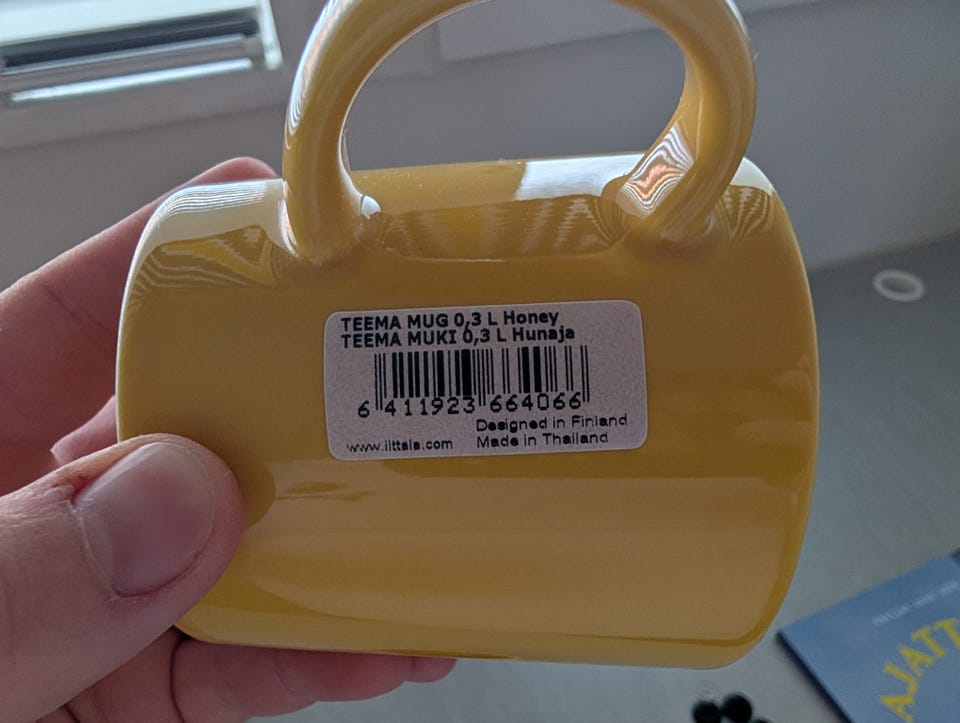 TEEMA MUG 0,3 L Honey
TEEMA MUKI 0,3 L Hunaja
6 411923 664066
Designed in Finland
www.iittala.com Made in Thailand
AJATT